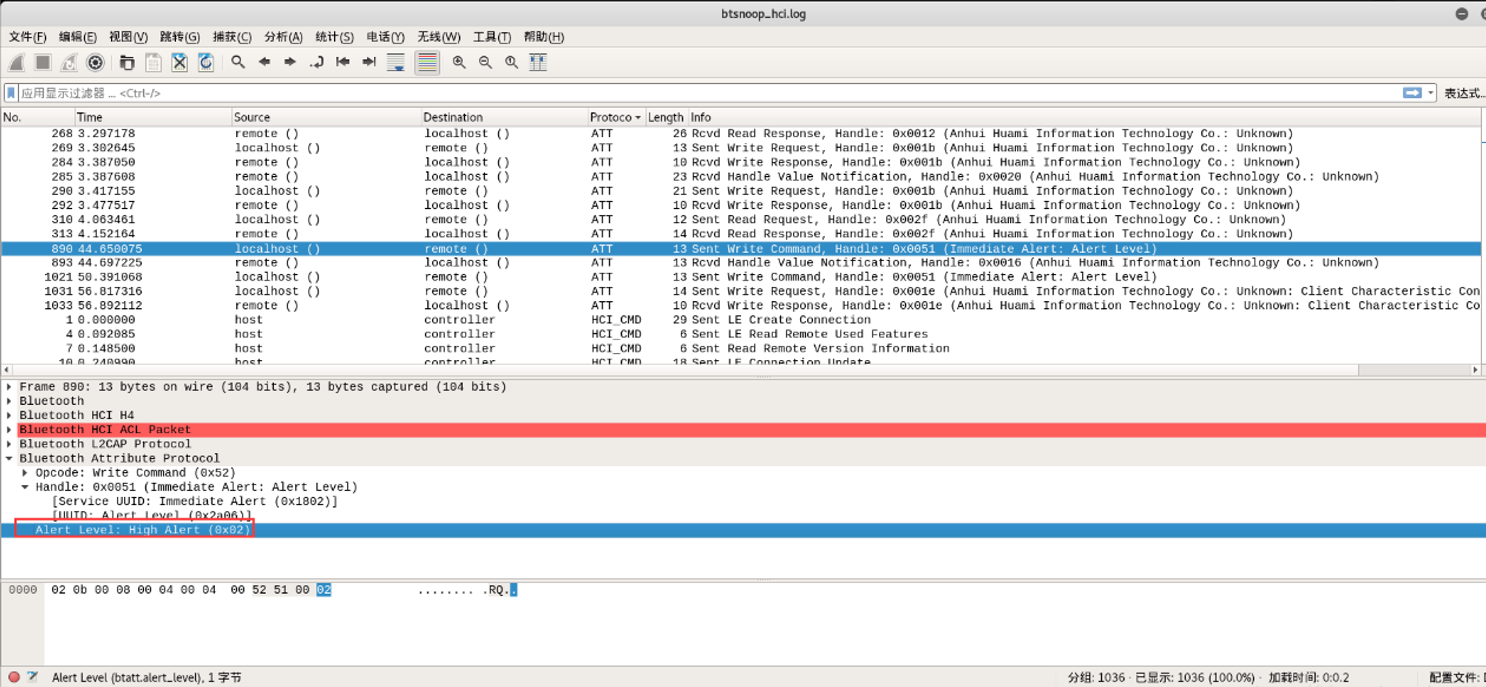 btsnoop_hci.log
文件(F) 编辑(E) 视图(V) 跳转(G) 捕获(C) 分析(A) 统计(S) 电话(Y) 无线(W) 工具(T) 帮助(H)
应用显示过滤器 … <Ctrl-/> 表达式…
No. Time Source Destination Protoco Length Info
268 3.297178 remote () localhost () ATT 26 Rcvd Read Response, Handle: 0x0012 (Anhui Huami Information Technology Co.: Unknown)
269 3.302645 localhost () remote () ATT 13 Sent Write Request, Handle: 0x001b (Anhui Huami Information Technology Co.: Unknown)
284 3.387050 remote () localhost () ATT 10 Rcvd Write Response, Handle: 0x001b (Anhui Huami Information Technology Co.: Unknown)
285 3.387608 remote () localhost () ATT 23 Rcvd Handle Value Notification, Handle: 0x0020 (Anhui Huami Information Technology Co.: Unknown)
290 3.417155 localhost () remote () ATT 21 Sent Write Request, Handle: 0x001b (Anhui Huami Information Technology Co.: Unknown)
292 3.477517 remote () localhost () ATT 10 Rcvd Write Response, Handle: 0x001b (Anhui Huami Information Technology Co.: Unknown)
310 4.063461 localhost () remote () ATT 12 Sent Read Request, Handle: 0x002f (Anhui Huami Information Technology Co.: Unknown)
313 4.152164 remote () localhost () ATT 14 Rcvd Read Response, Handle: 0x002f (Anhui Huami Information Technology Co.: Unknown)
890 44.650075 localhost () remote () ATT 13 Sent Write Command, Handle: 0x0051 (Immediate Alert: Alert Level)
893 44.697225 remote () localhost () ATT 13 Rcvd Handle Value Notification, Handle: 0x0016 (Anhui Huami Information Technology Co.: Unknown)
1021 50.391068 localhost () remote () ATT 13 Sent Write Command, Handle: 0x0051 (Immediate Alert: Alert Level)
1031 56.817316 localhost () remote () ATT 14 Sent Write Request, Handle: 0x001e (Anhui Huami Information Technology Co.: Unknown: Client Characteristic Con
1033 56.892112 remote () localhost () ATT 10 Rcvd Write Response, Handle: 0x001e (Anhui Huami Information Technology Co.: Unknown: Client Characteristic Co
1 0.000000 host controller HCI_CMD 29 Sent LE Create Connection
4 0.092085 host controller HCI_CMD 6 Sent LE Read Remote Used Features
7 0.148500 host controller HCI_CMD 6 Sent Read Remote Version Information
10 0.240990 host controller HCI_CMD 18 Sent LE Connection Update
Frame 890: 13 bytes on wire (104 bits), 13 bytes captured (104 bits)
Bluetooth
Bluetooth HCI H4
Bluetooth HCI ACL Packet
Bluetooth L2CAP Protocol
Bluetooth Attribute Protocol
Opcode: Write Command (0x52)
Handle: 0x0051 (Immediate Alert: Alert Level)
[Service UUID: Immediate Alert (0x1802)]
[UUID: Alert Level (0x2a06)]
Alert Level: High Alert (0x02)
0000 02 0b 00 08 00 04 00 04 00 52 51 00 02 ........ .RQ..
Alert Level (btatt.alert_level), 1 字节 分组: 1036 · 已显示: 1036 (100.0%) · 加载时间: 0:0.2 配置文件: